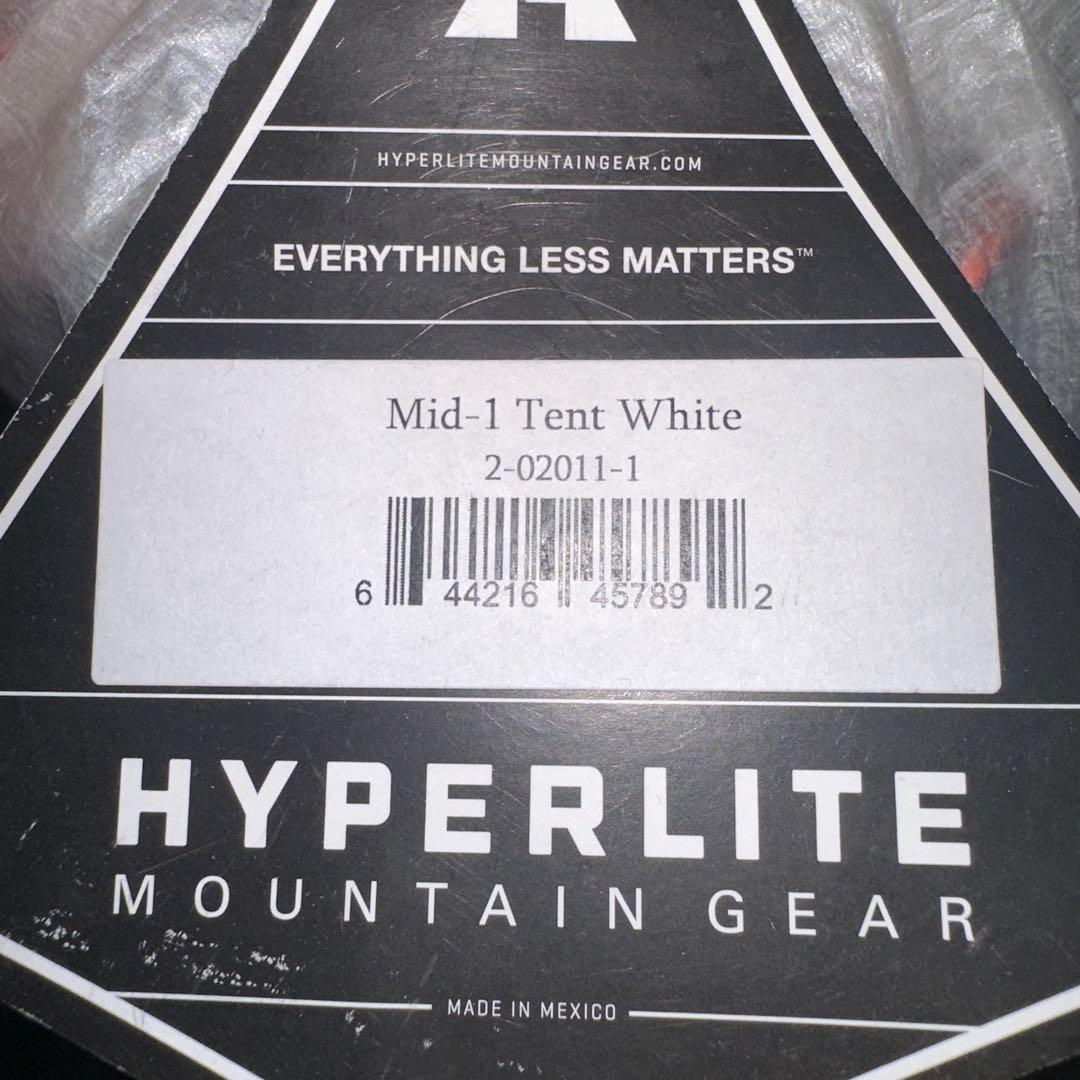 HYPERLITEMOUNTAINGEAR.COM
EVERYTHING LESS MATTERS™
Mid-1 Tent White
2-02011-1
6 44216 45789 2
HYPERLITE
MOUNTAIN GEAR
MADE IN MEXICO